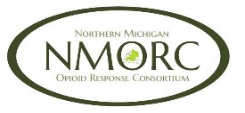 Northern Michigan
NMORC
Opioid Response Consortium